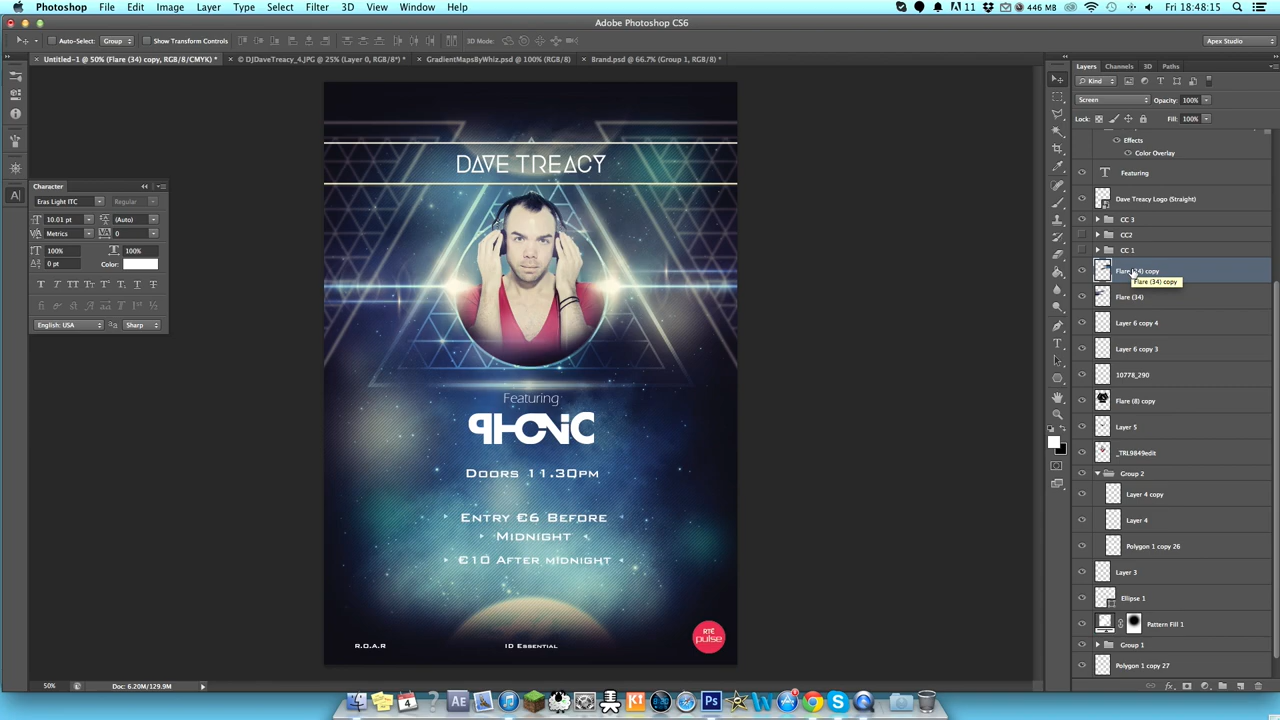 Photoshop File Edit Image Layer Type Select Filter 3D View Window Help
11 446 MB Fri 18:48:15
Adobe Photoshop CS6
Auto-Select: Group Show Transform Controls 3D Mode: Apex Studio
Untitled-1 @ 50% (Flare (34) copy, RGB/8/CMYK) * © DJDaveTreacy_4.JPG @ 25% (Layer 0, RGB/8*) * GradientMapsByWhiz.psd @ 100% (RGB/8) Brand.psd @ 66.7% (Group 1, RGB/8) *
Layers Channels 3D Paths
Kind
Screen Opacity: 100%
Lock: Fill: 100%
Effects
Color Overlay
Featuring
Dave Treacy Logo (Straight)
CC 3
CC2
CC 1
Flare (34) copy
Flare (34) copy
Flare (34)
Layer 6 copy 4
Layer 6 copy 3
10778_290
Flare (8) copy
Layer 5
_TRL9849edit
Group 2
Layer 4 copy
Layer 4
Polygon 1 copy 26
Layer 3
Ellipse 1
Pattern Fill 1
Group 1
Polygon 1 copy 27
Character
Eras Light ITC Regular
10.01 pt (Auto)
Metrics 0
100% 100%
0 pt Color:
English: USA Sharp
DAVE TREACY
Featuring
PHONIC
Doors 11.30pm
Entry €6 Before
Midnight
€10 After midnight
R.O.A.R ID Essential
RTÉ
pulse
50% Doc: 6.20M/129.9M